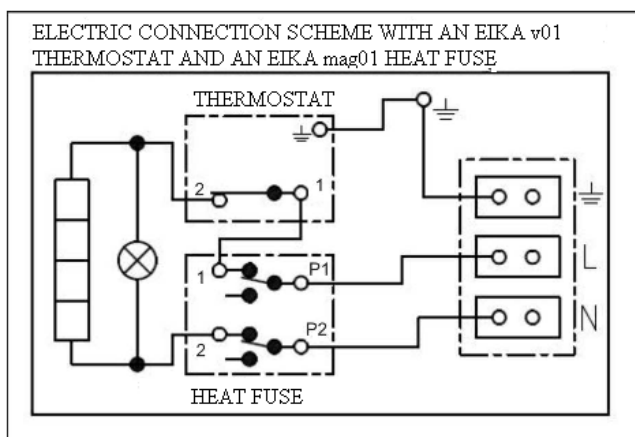 ELECTRIC CONNECTION SCHEME WITH AN EIKA v01
THERMOSTAT AND AN EIKA mag01 HEAT FUSE
THERMOSTAT
2
1
1
P1
L
2
P2
N
HEAT FUSE